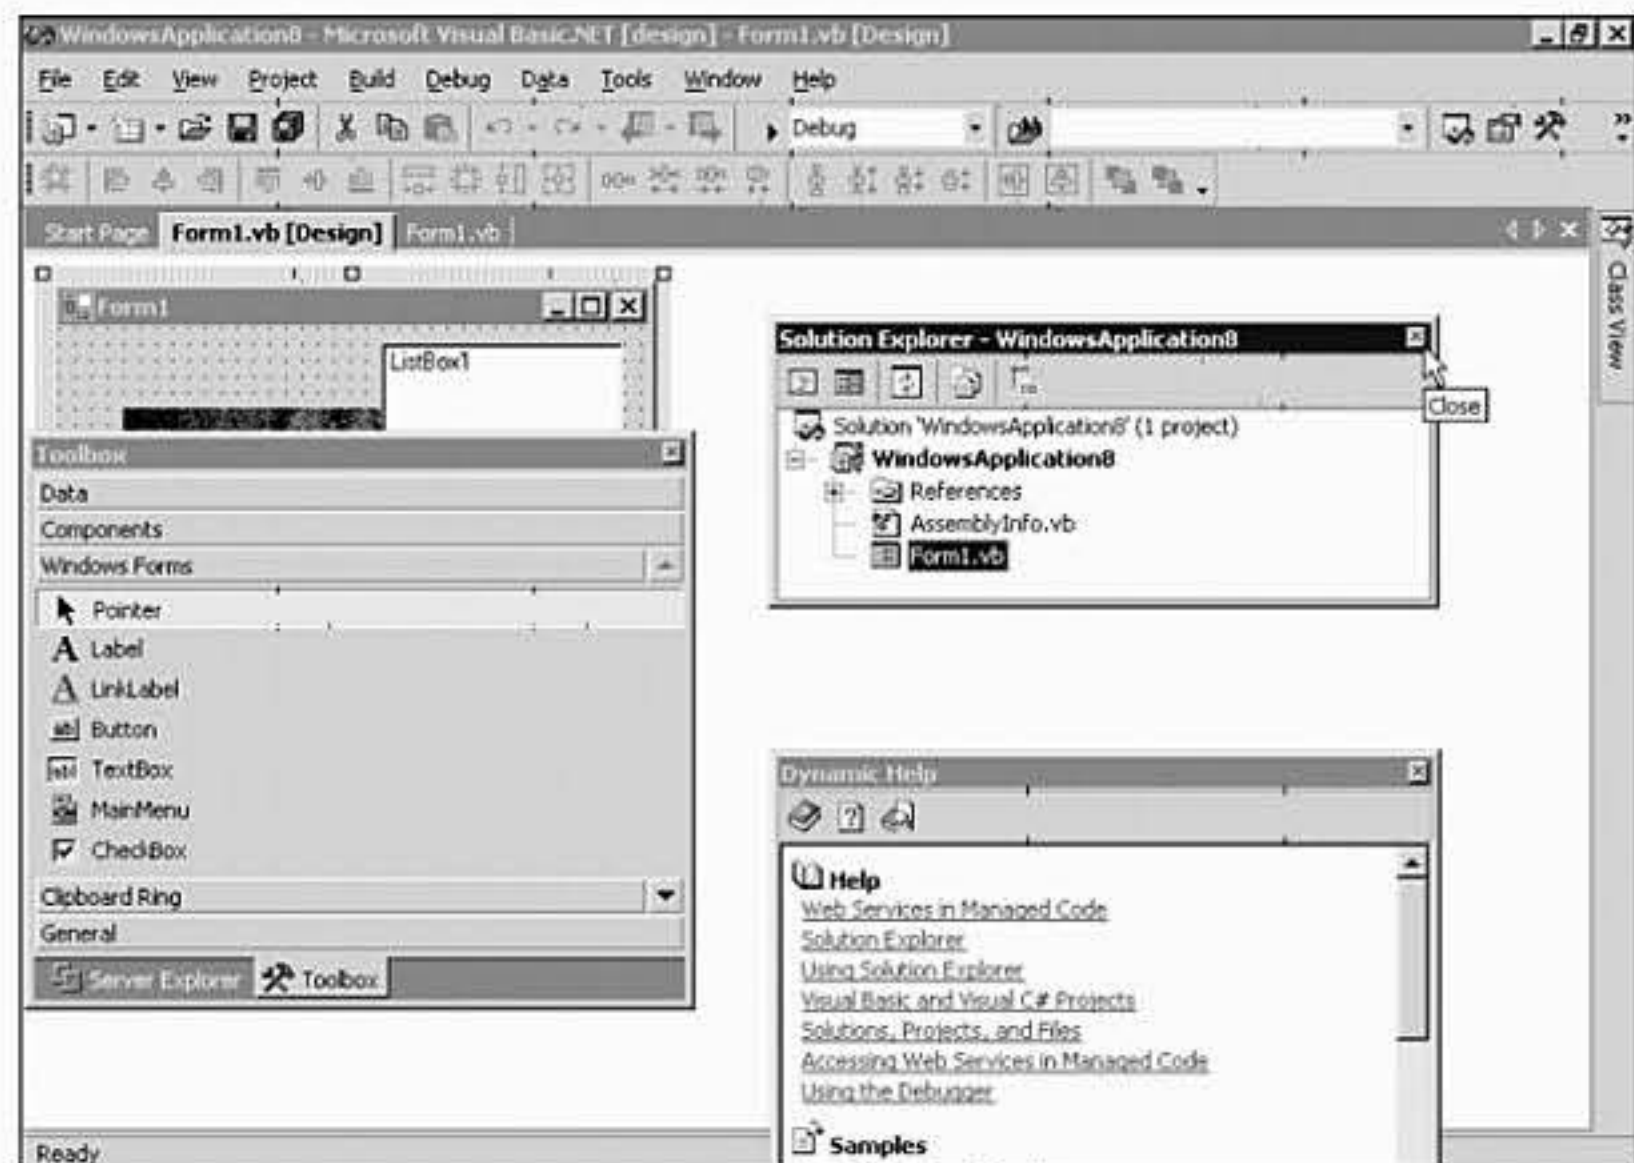 WindowsApplication8 - Microsoft Visual Basic.NET [design] - Form1.vb [Design]
File Edit View Project Build Debug Data Tools Window Help
Debug
Start Page Form1.vb [Design] Form1.vb
Class View
Form1
ListBox1
Solution Explorer - WindowsApplication8
Close
Solution 'WindowsApplication8' (1 project)
WindowsApplication8
References
AssemblyInfo.vb
Form1.vb
Toolbox
Data
Components
Windows Forms
Pointer
A Label
A LinkLabel
ab| Button
TextBox
MainMenu
CheckBox
Clipboard Ring
General
Server Explorer Toolbox
Dynamic Help
Help
Web Services in Managed Code
Solution Explorer
Using Solution Explorer
Visual Basic and Visual C# Projects
Solutions, Projects, and Files
Accessing Web Services in Managed Code
Using the Debugger
Samples
Ready